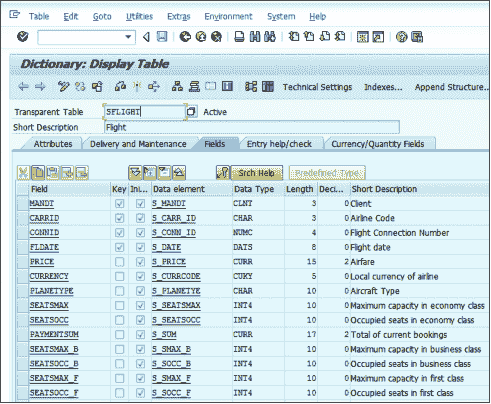 Table Edit Goto Utilities Extras Environment System Help
Dictionary: Display Table
Technical Settings Indexes... Append Structure...
Transparent Table SFLIGHT Active
Short Description Flight
Attributes Delivery and Maintenance Fields Entry help/check Currency/Quantity Fields
Srch Help Predefined Type
Field Key Ini... Data element Data Type Length Deci... Short Description
MANDT S_MANDT CLNT 3 0 Client
CARRID S_CARR_ID CHAR 3 0 Airline Code
CONNID S_CONN_ID NUMC 4 0 Flight Connection Number
FLDATE S_DATE DATS 8 0 Flight date
PRICE S_PRICE CURR 15 2 Airfare
CURRENCY S_CURRCODE CUKY 5 0 Local currency of airline
PLANETYPE S_PLANETYE CHAR 10 0 Aircraft Type
SEATSMAX S_SEATSMAX INT4 10 0 Maximum capacity in economy class
SEATSOCC S_SEATSOCC INT4 10 0 Occupied seats in economy class
PAYMENTSUM S_SUM CURR 17 2 Total of current bookings
SEATSMAX_B S_SMAX_B INT4 10 0 Maximum capacity in business class
SEATSOCC_B S_SOCC_B INT4 10 0 Occupied seats in business class
SEATSMAX_F S_SMAX_F INT4 10 0 Maximum capacity in first class
SEATSOCC_F S_SOCC_F INT4 10 0 Occupied seats in first class